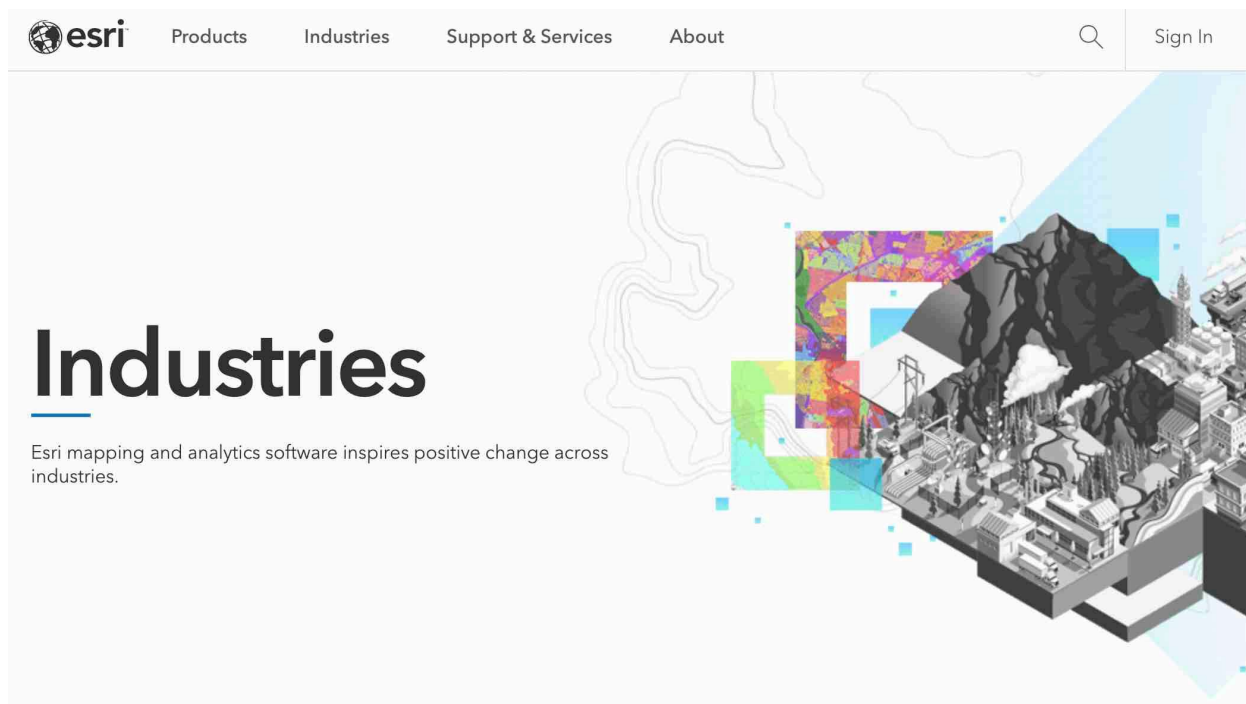 esri Products Industries Support & Services About Sign In
Industries
Esri mapping and analytics software inspires positive change across
industries.